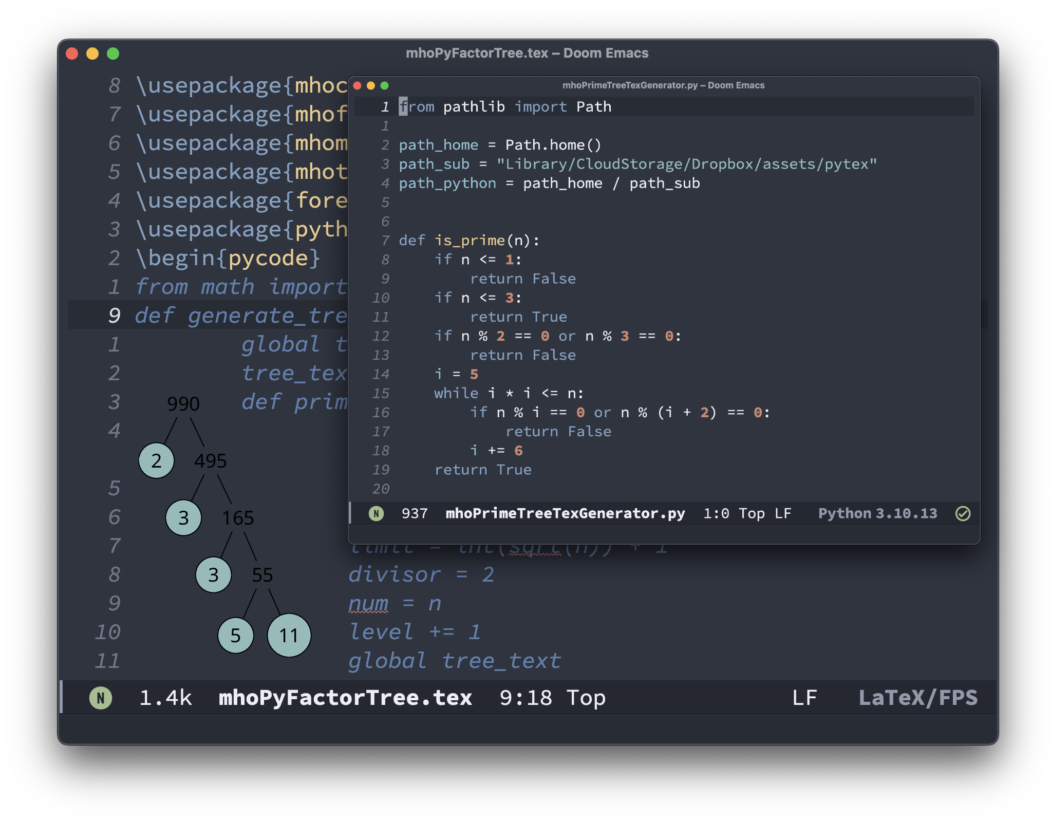 mhoPyFactorTree.tex – Doom Emacs
8 \usepackage{mhoc
7 \usepackage{mhof
6 \usepackage{mhom
5 \usepackage{mhot
4 \usepackage{fore
3 \usepackage{pyth
2 \begin{pycode}
1 from math import
9 def generate_tre
1 global t
2 tree_tex
3 def prim
4
5
6
7 limit = int(sqrt(n)) + 1
8 divisor = 2
9 num = n
10 level += 1
11 global tree_text
990
2 495
3 165
3 55
5 11
N 1.4k mhoPyFactorTree.tex 9:18 Top LF LaTeX/FPS
mhoPrimeTreeTexGenerator.py – Doom Emacs
1 from pathlib import Path
1
2 path_home = Path.home()
3 path_sub = "Library/CloudStorage/Dropbox/assets/pytex"
4 path_python = path_home / path_sub
5
6
7 def is_prime(n):
8 if n <= 1:
9 return False
10 if n <= 3:
11 return True
12 if n % 2 == 0 or n % 3 == 0:
13 return False
14 i = 5
15 while i * i <= n:
16 if n % i == 0 or n % (i + 2) == 0:
17 return False
18 i += 6
19 return True
20
N 937 mhoPrimeTreeTexGenerator.py 1:0 Top LF Python 3.10.13